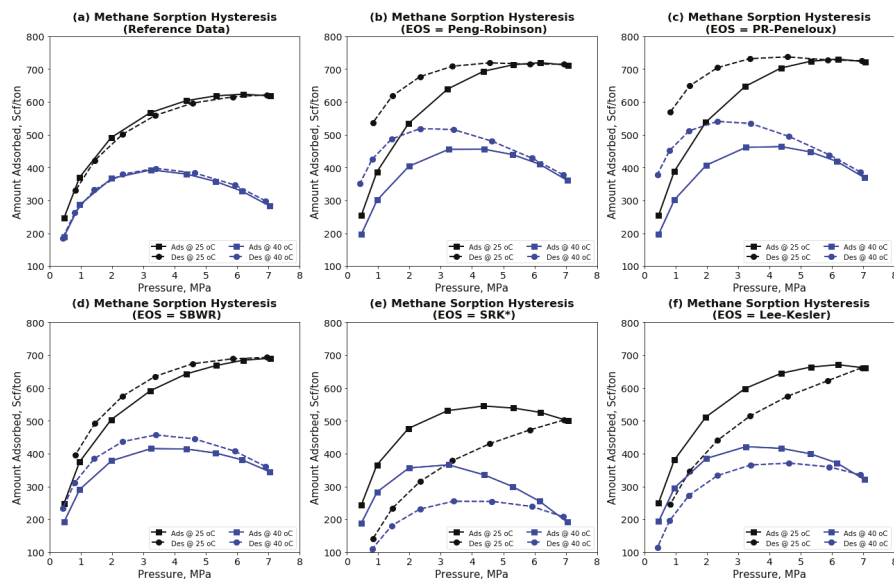 (a) Methane Sorption Hysteresis
(Reference Data)
800
700
600
500
400
300
200
100
0
1
2
3
4
5
6
7
8
Amount Adsorbed, Scf/ton
Pressure, MPa
Ads @ 25 oC
Des @ 25 oC
Ads @ 40 oC
Des @ 40 oC
(b) Methane Sorption Hysteresis
(EOS = Peng-Robinson)
800
700
600
500
400
300
200
100
0
1
2
3
4
5
6
7
8
Amount Adsorbed, Scf/ton
Pressure, MPa
Ads @ 25 oC
Des @ 25 oC
Ads @ 40 oC
Des @ 40 oC
(c) Methane Sorption Hysteresis
(EOS = PR-Peneloux)
800
700
600
500
400
300
200
100
0
1
2
3
4
5
6
7
8
Amount Adsorbed, Scf/ton
Pressure, MPa
Ads @ 25 oC
Des @ 25 oC
Ads @ 40 oC
Des @ 40 oC
(d) Methane Sorption Hysteresis
(EOS = SBWR)
800
700
600
500
400
300
200
100
0
1
2
3
4
5
6
7
8
Amount Adsorbed, Scf/ton
Pressure, MPa
Ads @ 25 oC
Des @ 25 oC
Ads @ 40 oC
Des @ 40 oC
(e) Methane Sorption Hysteresis
(EOS = SRK*)
800
700
600
500
400
300
200
100
0
1
2
3
4
5
6
7
8
Amount Adsorbed, Scf/ton
Pressure, MPa
Ads @ 25 oC
Des @ 25 oC
Ads @ 40 oC
Des @ 40 oC
(f) Methane Sorption Hysteresis
(EOS = Lee-Kesler)
800
700
600
500
400
300
200
100
0
1
2
3
4
5
6
7
8
Amount Adsorbed, Scf/ton
Pressure, MPa
Ads @ 25 oC
Des @ 25 oC
Ads @ 40 oC
Des @ 40 oC